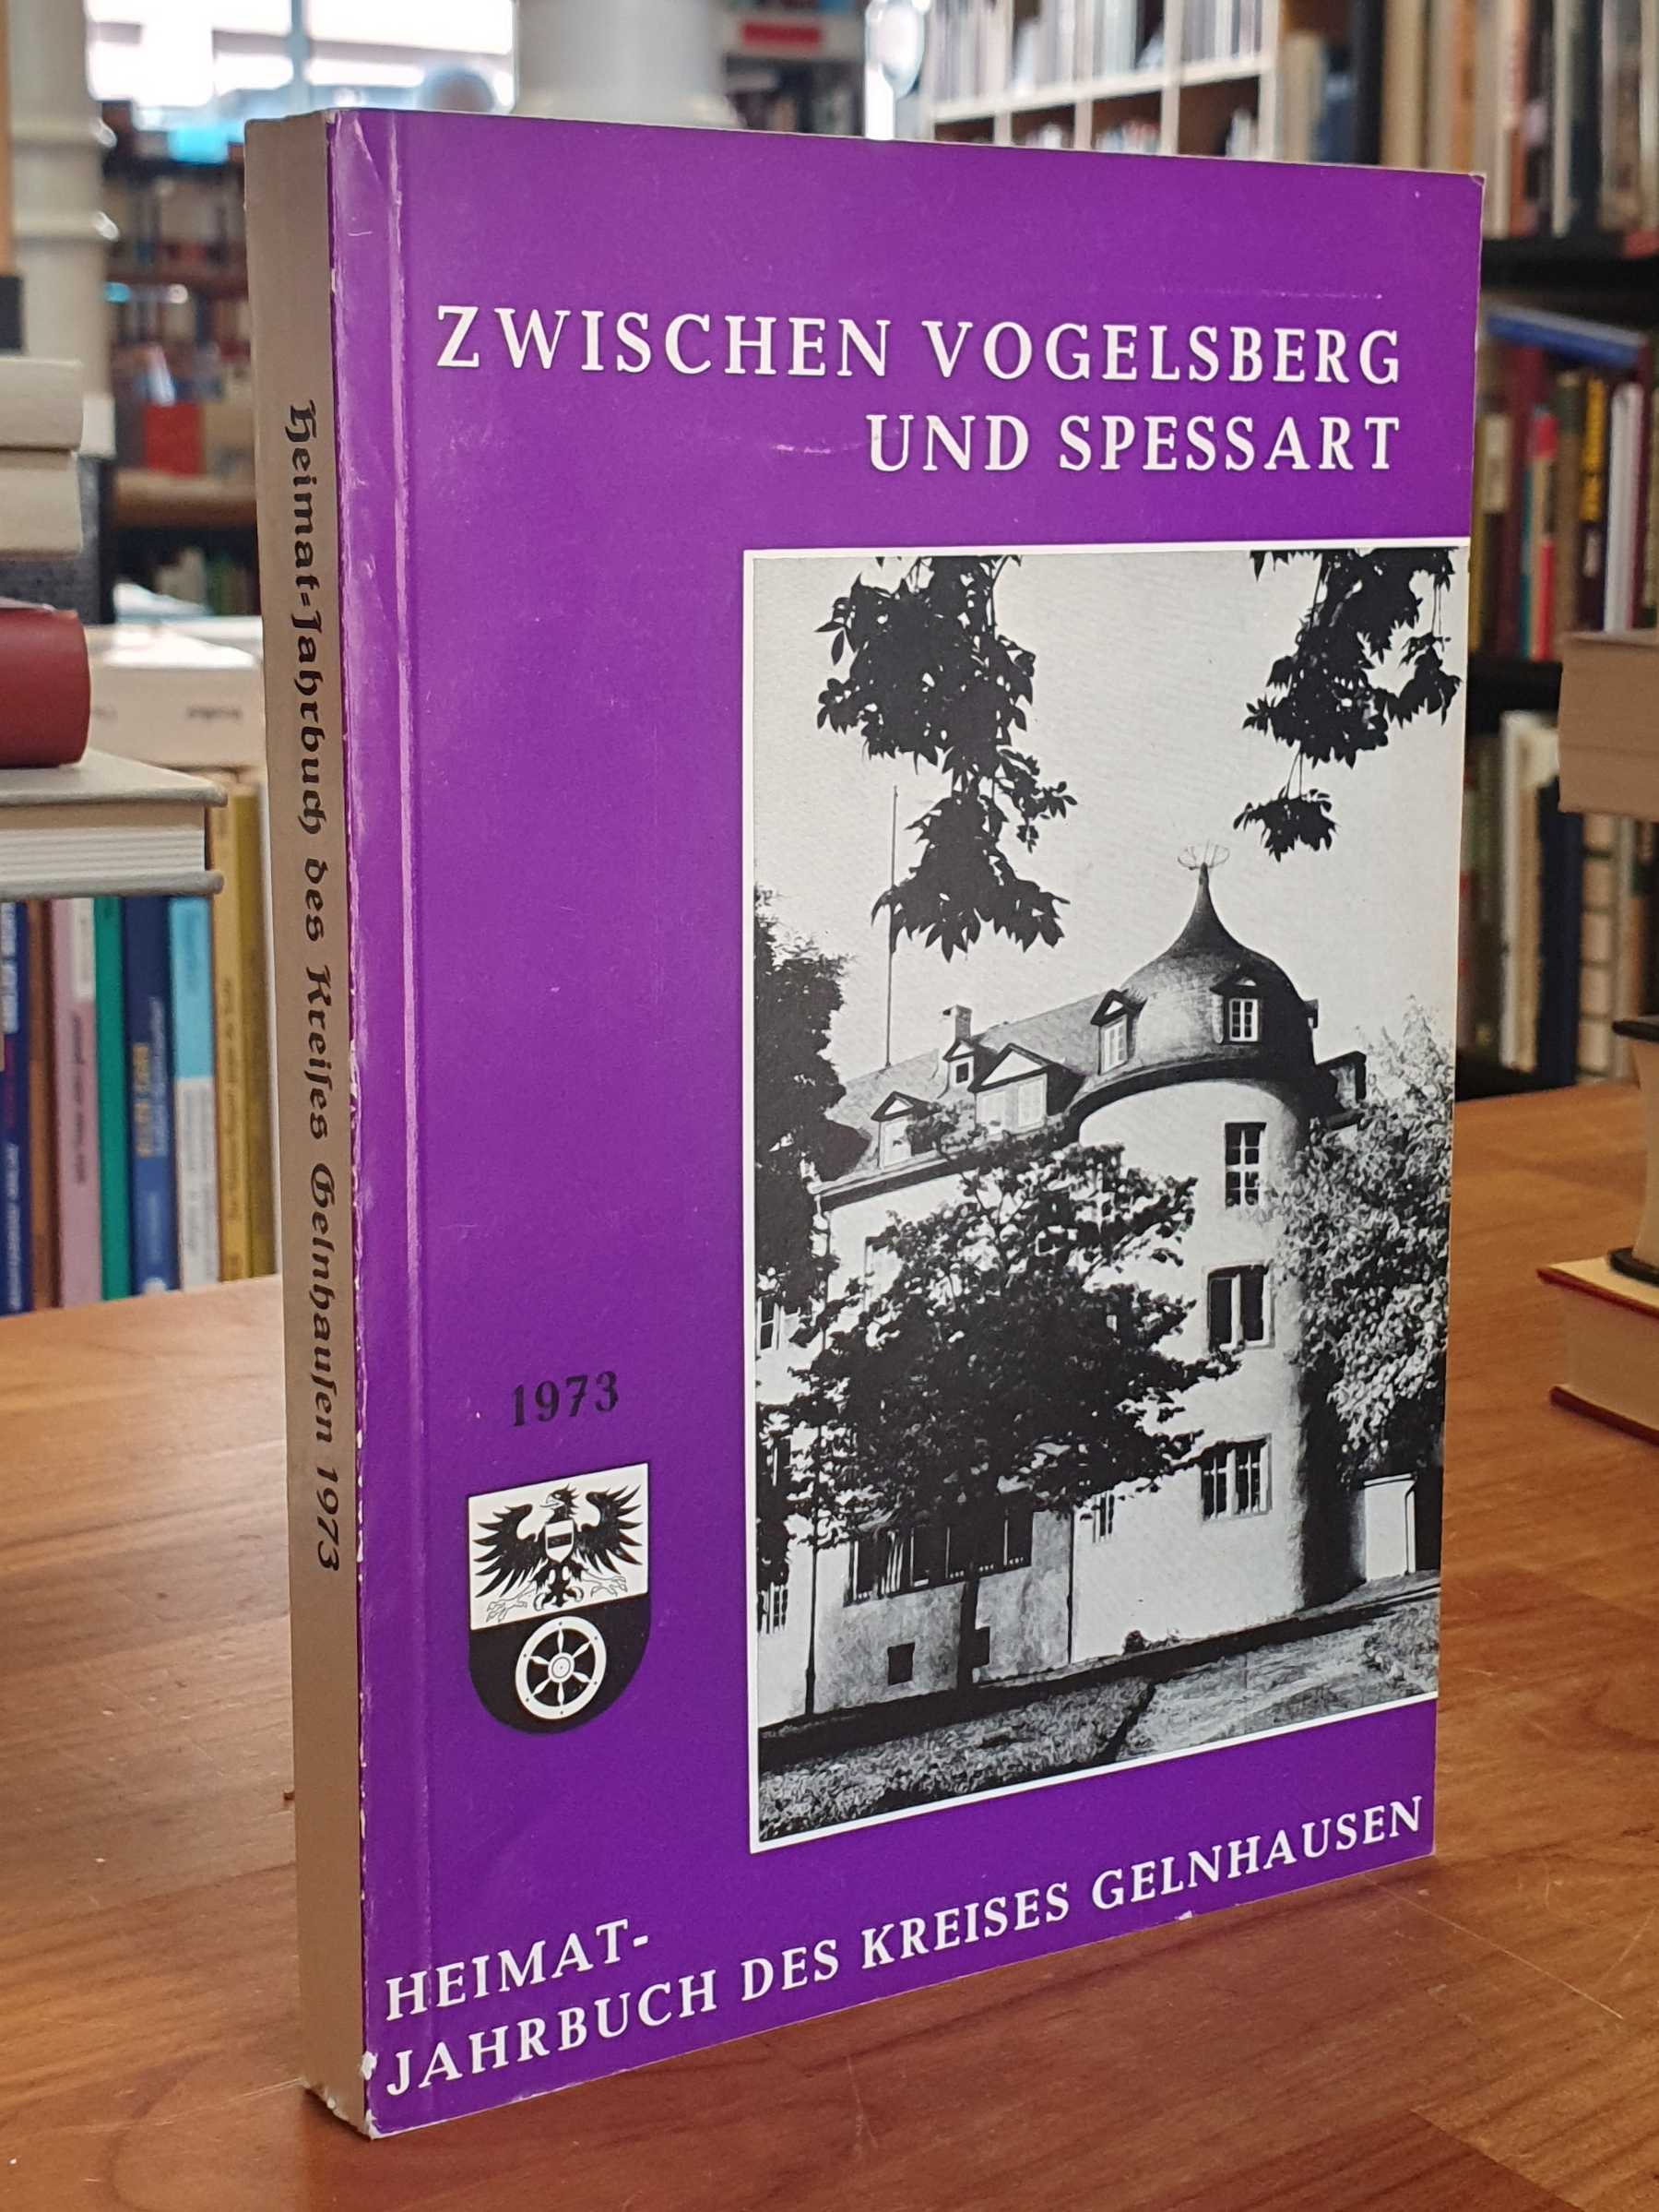 ZWISCHEN VOGELSBERG
UND SPESSART
1973
HEIMAT-
JAHRBUCH DES KREISES GELNHAUSEN
Heimat=Jahrbuch des Kreiſes Gelnhauſen 1973